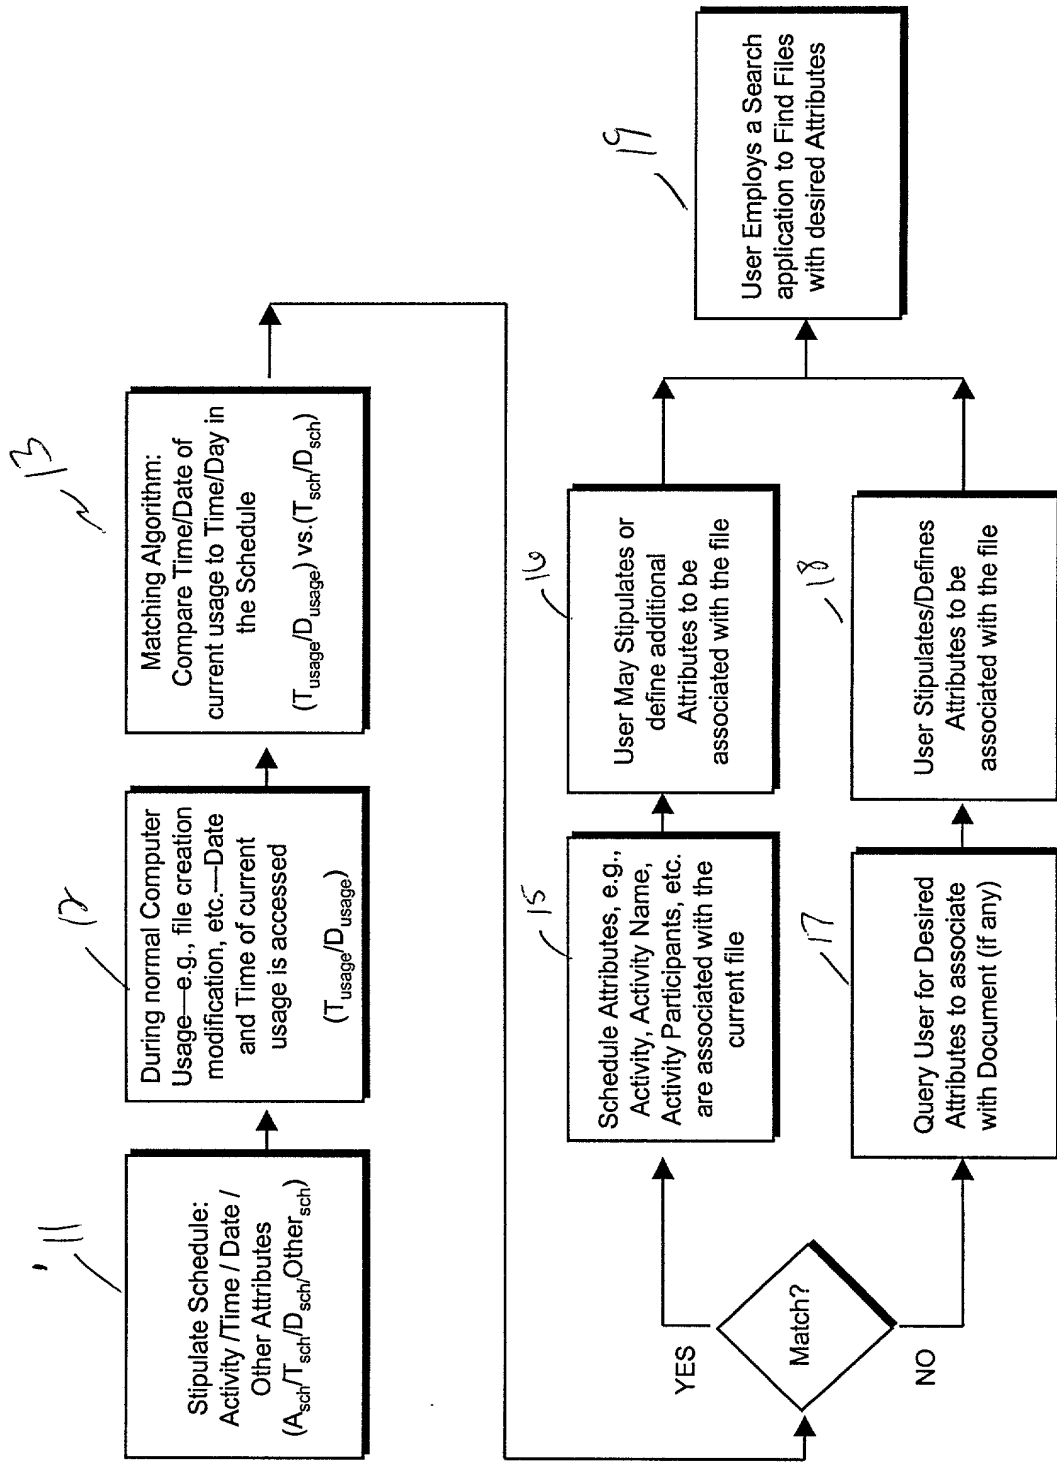 11
Stipulate Schedule:
Activity /Time / Date /
Other Attributes
(Asch/Tsch/Dsch/Othersch)
12
During normal Computer
Usage—e.g., file creation
modification, etc.—Date
and Time of current
usage is accessed
(Tusage/Dusage)
13
Matching Algorithm:
Compare Time/Date of
current usage to Time/Day in
the Schedule
(Tusage/Dusage) vs.(Tsch/Dsch)
Match?
YES
NO
15
Schedule Attributes, e.g.,
Activity, Activity Name,
Activity Participants, etc.
are associated with the
current file
16
User May Stipulates or
define additional
Attributes to be
associated with the file
17
Query User for Desired
Attributes to associate
with Document (if any)
18
User Stipulates/Defines
Attributes to be
associated with the file
19
User Employs a Search
application to Find Files
with desired Attributes